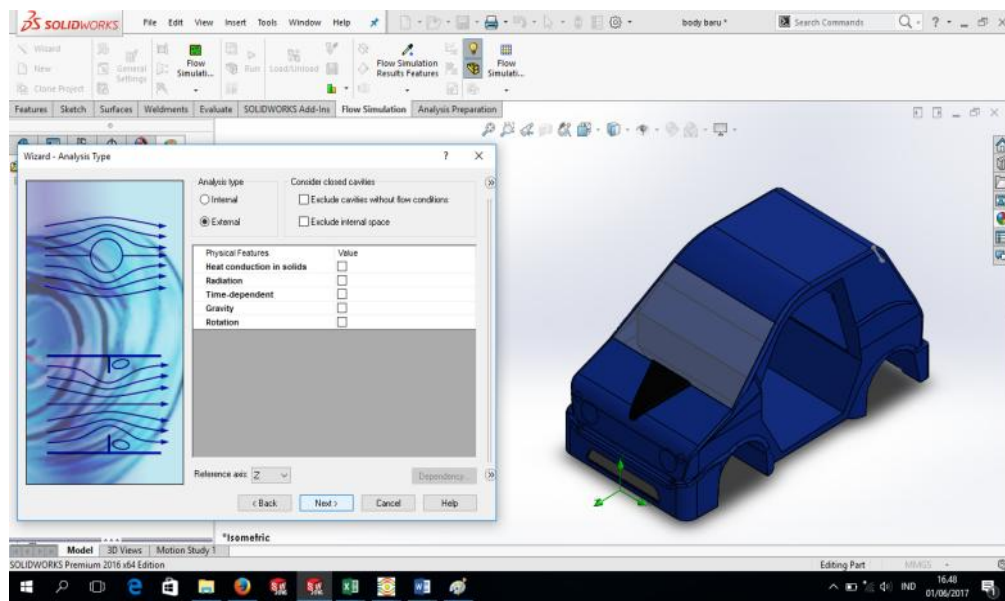 SOLIDWORKS File Edit View Insert Tools Window Help body baru * Search Commands ?
Wizard
New
Clone Project
General Settings
Flow Simulati...
Run
Load/Unload
Flow Simulation Results Features
Flow Simulati...
Features Sketch Surfaces Weldments Evaluate SOLIDWORKS Add-Ins Flow Simulation Analysis Preparation
Wizard - Analysis Type ? X
Analysis type Consider closed cavities
Internal Exclude cavities without flow conditions
External Exclude internal space
Physical Features Value
Heat conduction in solids
Radiation
Time-dependent
Gravity
Rotation
Reference axis: Z Dependency...
< Back Next > Cancel Help
*Isometric
Model 3D Views Motion Study 1
SOLIDWORKS Premium 2016 x64 Edition Editing Part MMGS
IND 16.48
01/06/2017